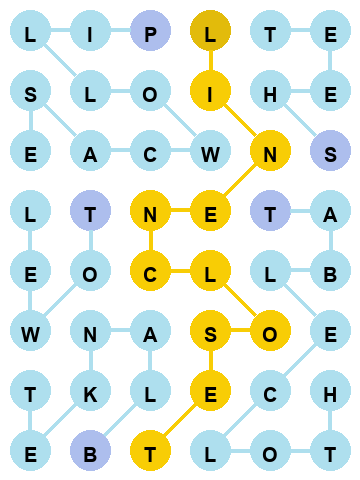 L I P L T E
S L O I H E
E A C W N S
L T N E T A
E O C L L B
W N A S O E
T K L E C H
E B T L O T